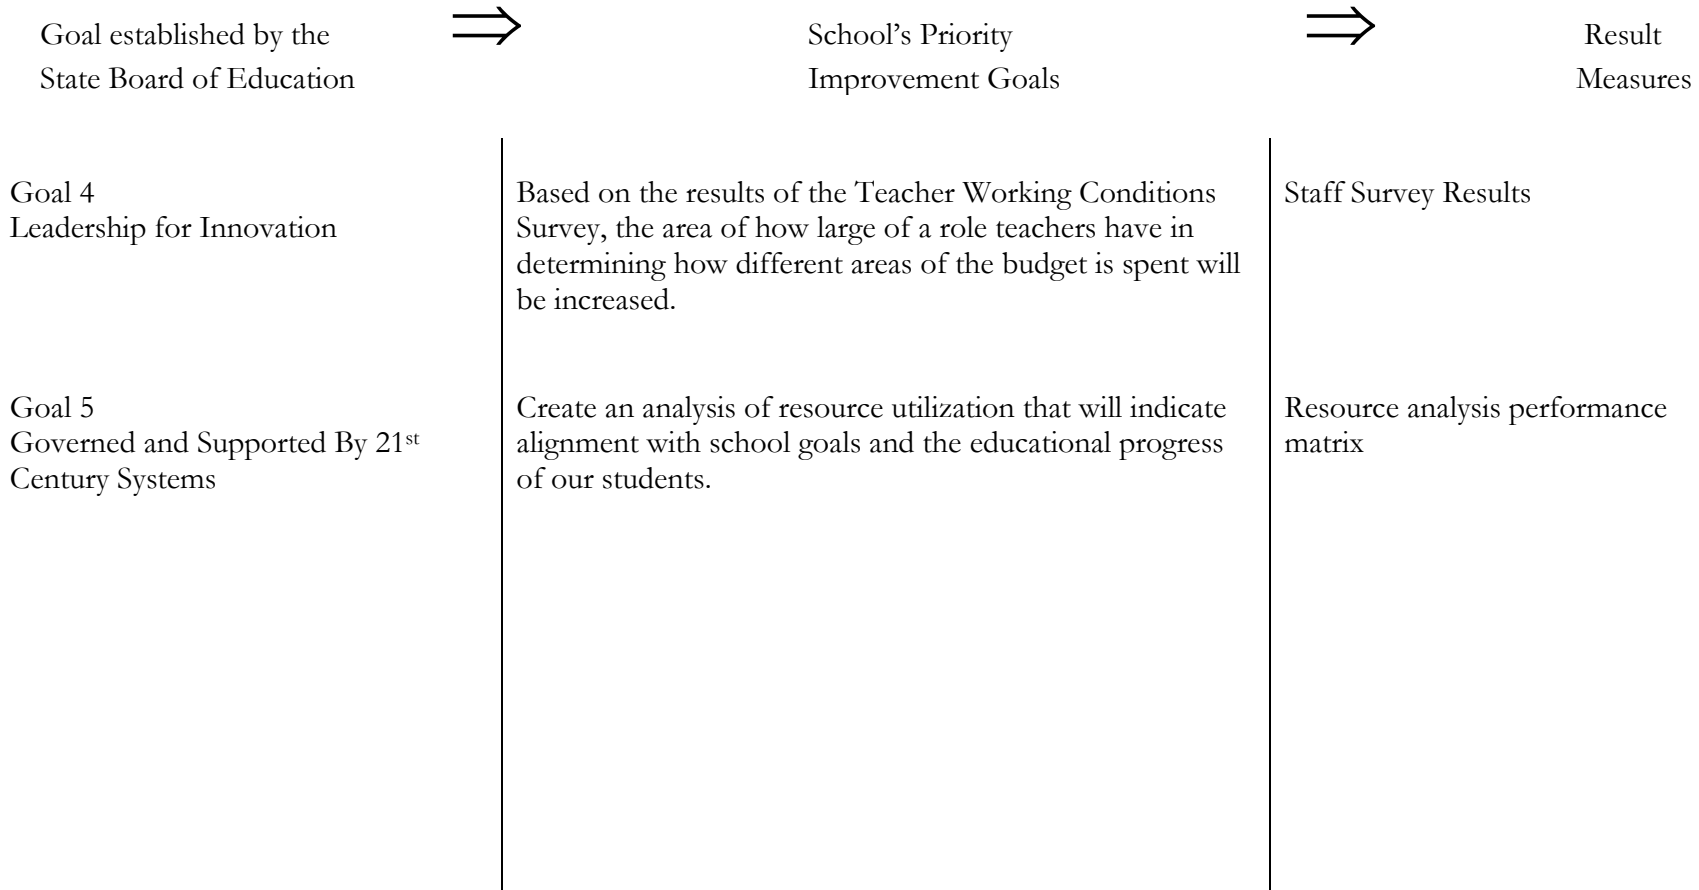 Goal established by the ⇒ School’s Priority ⇒ Result
State Board of Education Improvement Goals Measures
Goal 4
Leadership for Innovation
Based on the results of the Teacher Working Conditions
Survey, the area of how large of a role teachers have in
determining how different areas of the budget is spent will
be increased.
Staff Survey Results
Goal 5
Governed and Supported By 21st
Century Systems
Create an analysis of resource utilization that will indicate
alignment with school goals and the educational progress
of our students.
Resource analysis performance
matrix